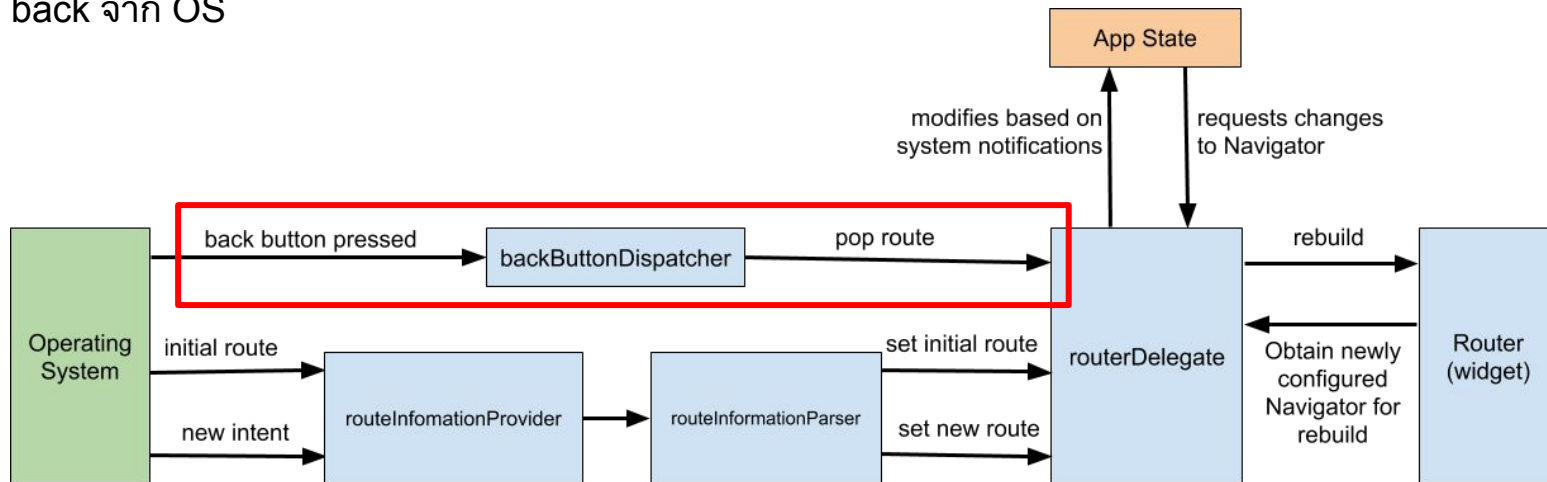 back จาก OS
App State
modifies based on
system notifications
requests changes
to Navigator
back button pressed
backButtonDispatcher
pop route
rebuild
Operating
System
initial route
new intent
routeInfomationProvider
routeInformationParser
set initial route
set new route
routerDelegate
Obtain newly
configured
Navigator for
rebuild
Router
(widget)